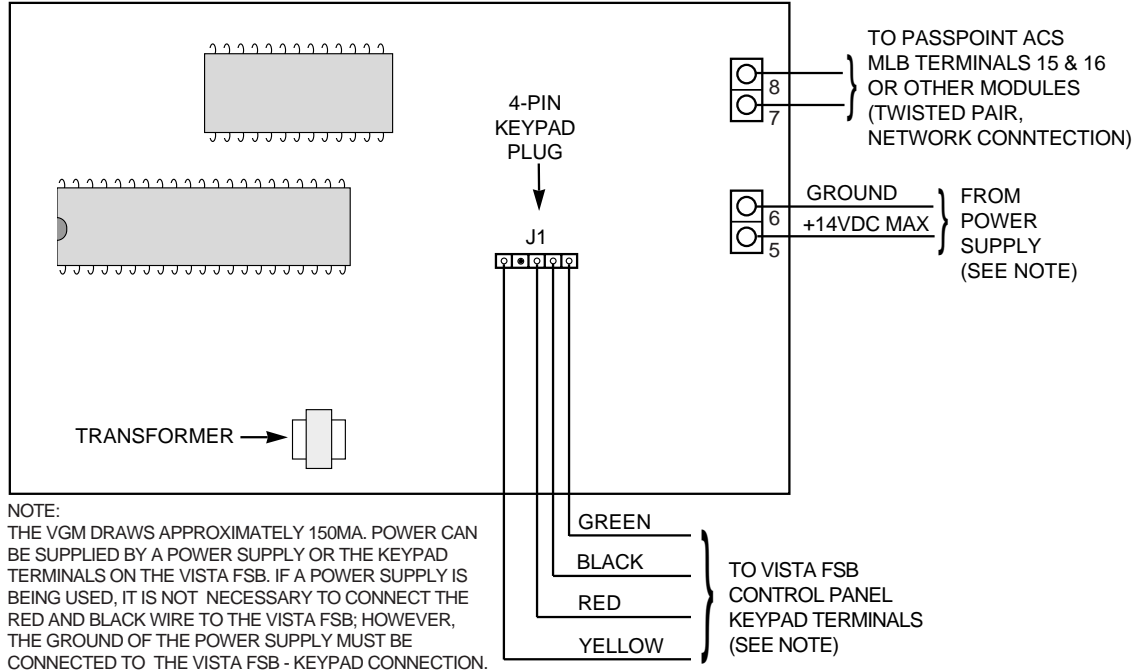 TO PASSPOINT ACS
MLB TERMINALS 15 & 16
OR OTHER MODULES
(TWISTED PAIR,
NETWORK CONNTECTION)
8
7
4-PIN
KEYPAD
PLUG
J1
GROUND
+14VDC MAX
6
5
FROM
POWER
SUPPLY
(SEE NOTE)
TRANSFORMER
NOTE:
THE VGM DRAWS APPROXIMATELY 150MA. POWER CAN
BE SUPPLIED BY A POWER SUPPLY OR THE KEYPAD
TERMINALS ON THE VISTA FSB. IF A POWER SUPPLY IS
BEING USED, IT IS NOT NECESSARY TO CONNECT THE
RED AND BLACK WIRE TO THE VISTA FSB; HOWEVER,
THE GROUND OF THE POWER SUPPLY MUST BE
CONNECTED TO THE VISTA FSB - KEYPAD CONNECTION.
GREEN
BLACK
RED
YELLOW
TO VISTA FSB
CONTROL PANEL
KEYPAD TERMINALS
(SEE NOTE)